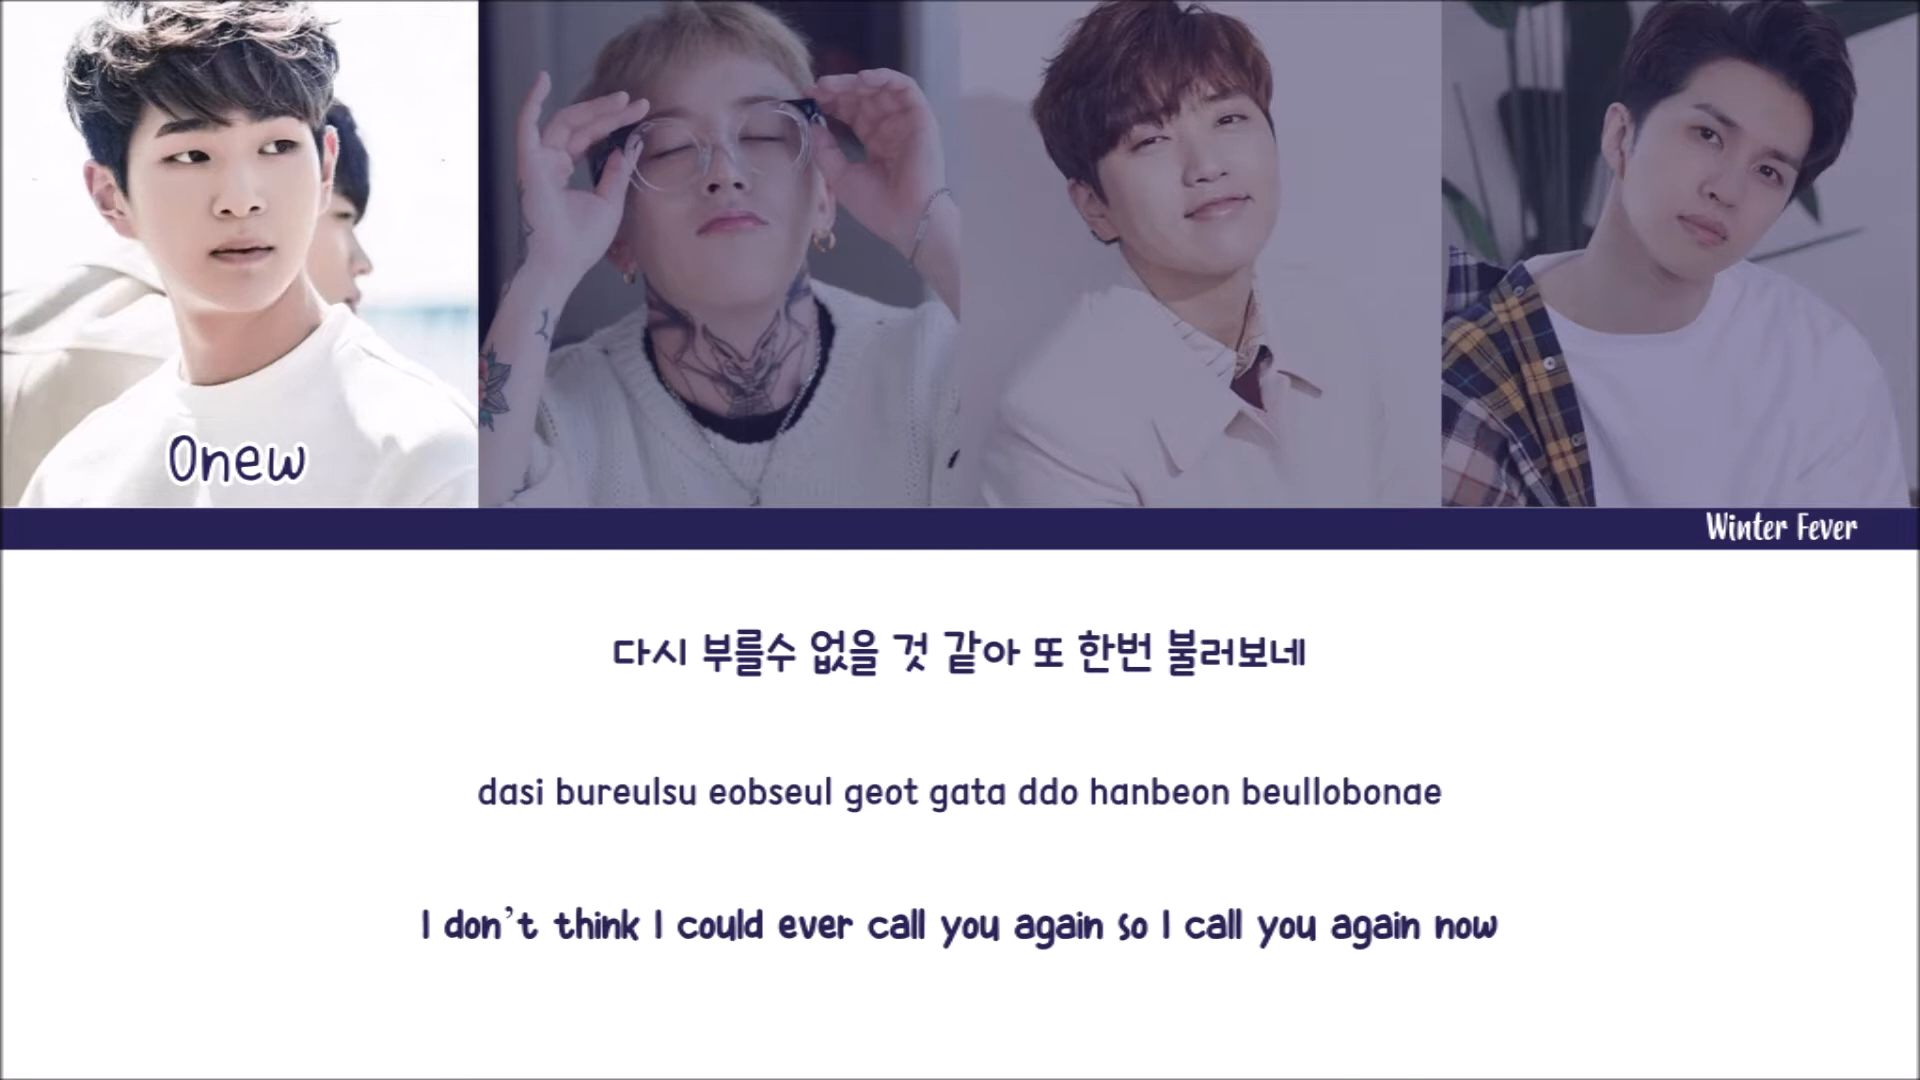 Onew
Winter Fever
다시 부를수 없을 것 같아 또 한번 불러보네
dasi bureulsu eobseul geot gata ddo hanbeon beullobonae
I don't think I could ever call you again so I call you again now